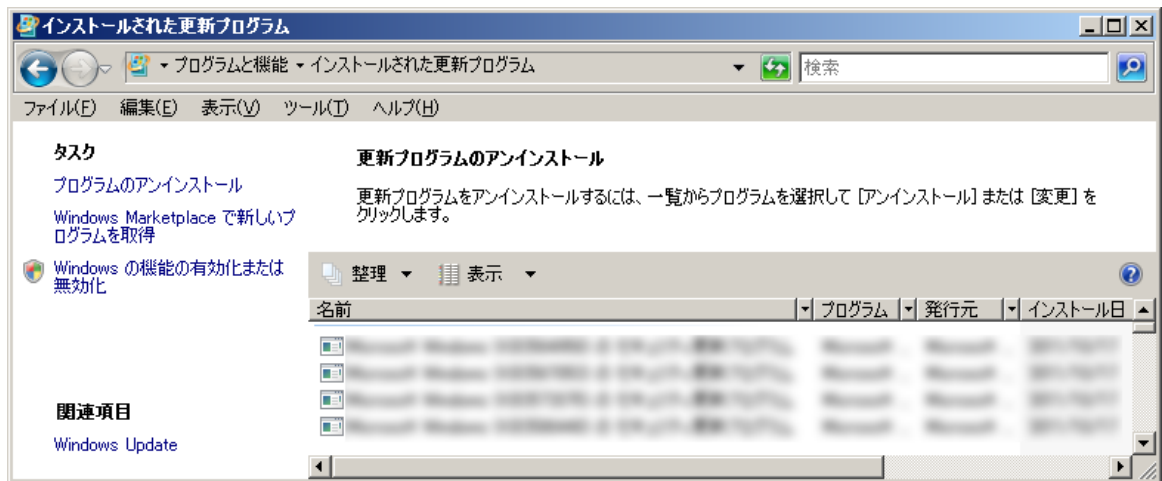 インストールされた更新プログラム
プログラムと機能 インストールされた更新プログラム
検索
ファイル(F) 編集(E) 表示(V) ツール(T) ヘルプ(H)
タスク
プログラムのアンインストール
Windows Marketplace で新しいプ
ログラムを取得
Windows の機能の有効化または
無効化
関連項目
Windows Update
更新プログラムのアンインストール
更新プログラムをアンインストールするには、一覧からプログラムを選択して [アンインストール] または [変更] を
クリックします。
整理 表示
名前 プログラム 発行元 インストール日